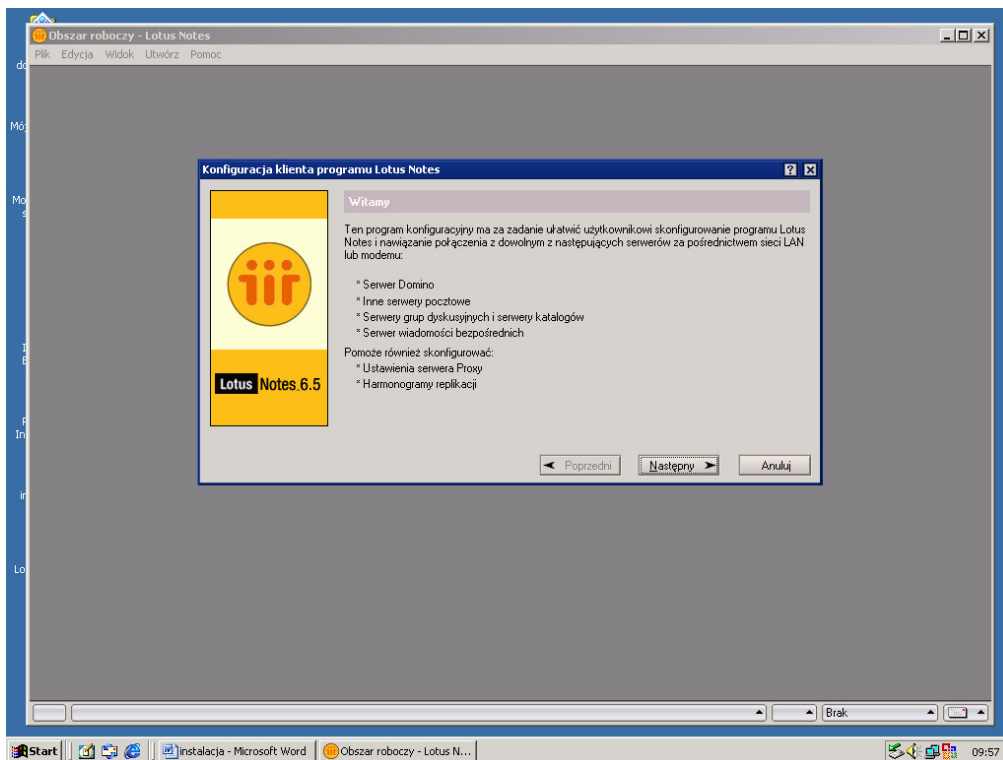 Obszar roboczy - Lotus Notes
Plik Edycja Widok Utwórz Pomoc
Mój
Mo
s
In
Lo
Konfiguracja klienta programu Lotus Notes
Witamy
Ten program konfiguracyjny ma za zadanie ułatwić użytkownikowi skonfigurowanie programu Lotus
Notes i nawiązanie połączenia z dowolnym z następujących serwerów za pośrednictwem sieci LAN
lub modemu:
* Serwer Domino
* Inne serwery pocztowe
* Serwery grup dyskusyjnych i serwery katalogów
* Serwer wiadomości bezpośrednich
Pomoże również skonfigurować:
* Ustawienia serwera Proxy
* Harmonogramy replikacji
Lotus Notes 6.5
Poprzedni Następny Anuluj
Brak
Start instalacja - Microsoft Word Obszar roboczy - Lotus N... 09:57